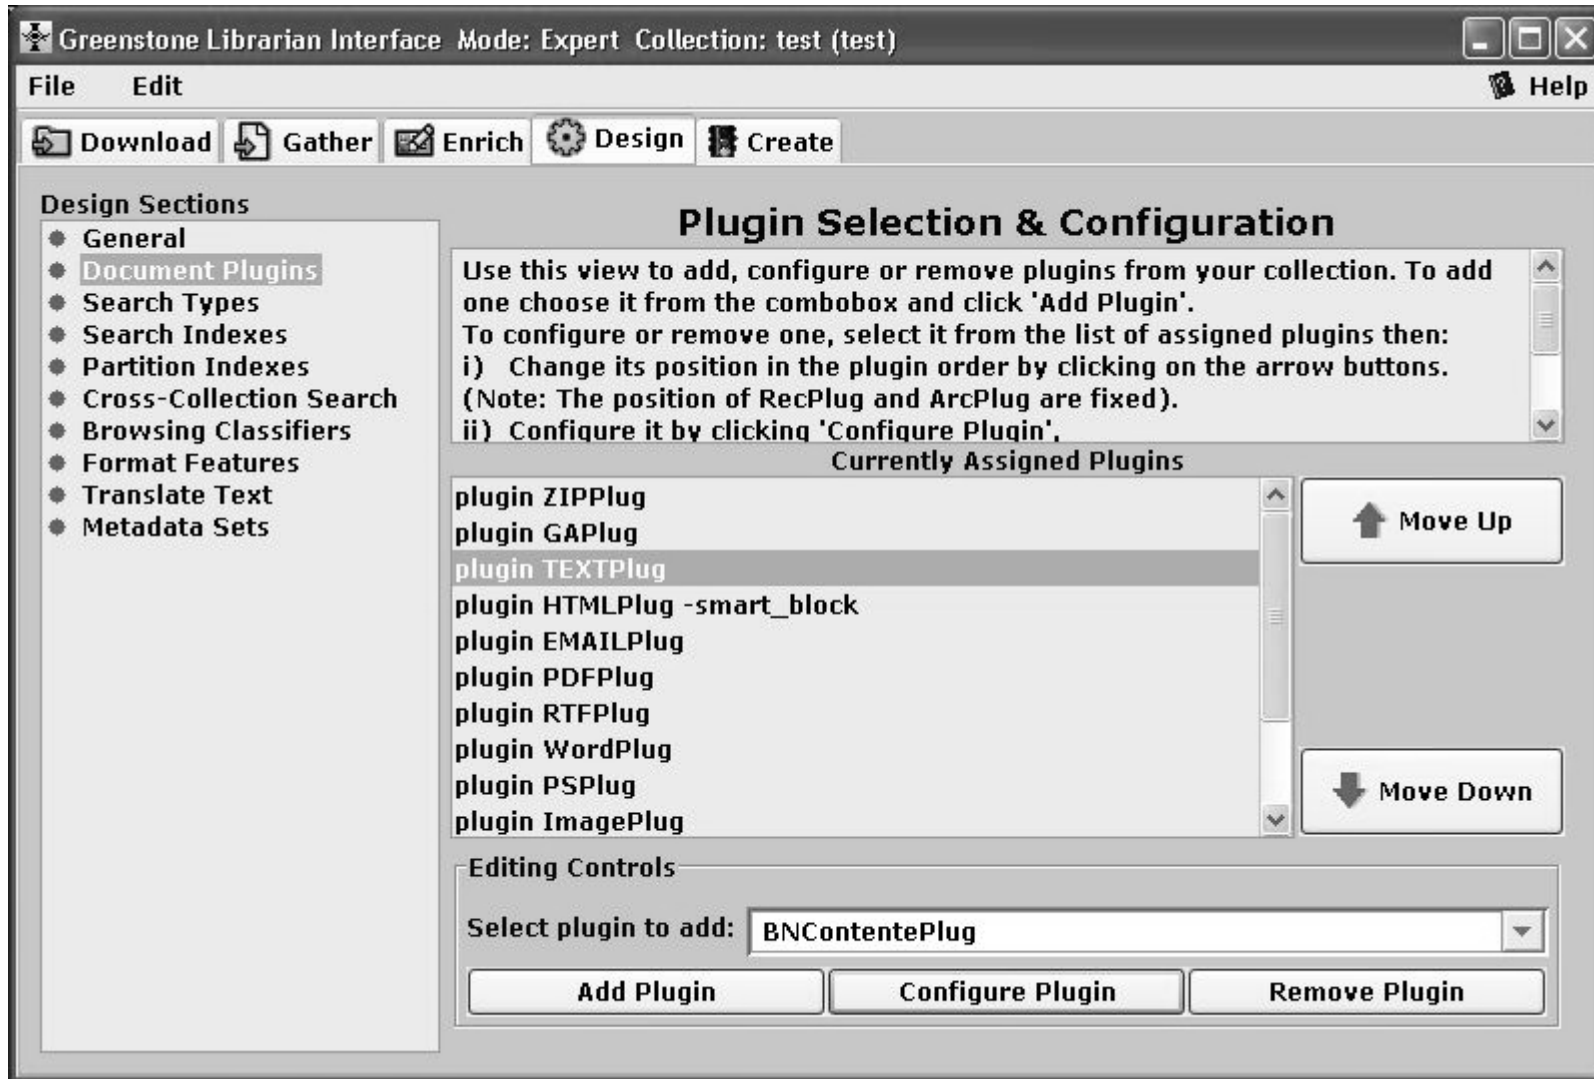 Greenstone Librarian Interface Mode: Expert Collection: test (test)
File Edit Help
Download Gather Enrich Design Create
Design Sections
General
Document Plugins
Search Types
Search Indexes
Partition Indexes
Cross-Collection Search
Browsing Classifiers
Format Features
Translate Text
Metadata Sets
Plugin Selection & Configuration
Use this view to add, configure or remove plugins from your collection. To add
one choose it from the combobox and click 'Add Plugin'.
To configure or remove one, select it from the list of assigned plugins then:
i) Change its position in the plugin order by clicking on the arrow buttons.
(Note: The position of RecPlug and ArcPlug are fixed).
ii) Configure it by clicking 'Configure Plugin',
Currently Assigned Plugins
plugin ZIPPlug
plugin GAPlug
plugin TEXTPlug
plugin HTMLPlug -smart_block
plugin EMAILPlug
plugin PDFPlug
plugin RTFPlug
plugin WordPlug
plugin PSPlug
plugin ImagePlug
Move Up
Move Down
Editing Controls
Select plugin to add: BNContentePlug
Add Plugin Configure Plugin Remove Plugin